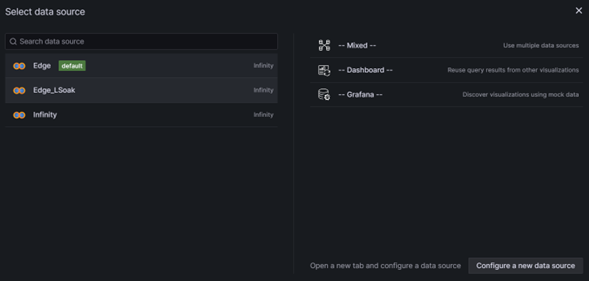 Select data source
Search data source
Edge default Infinity
Edge_LSoak Infinity
Infinity Infinity
-- Mixed -- Use multiple data sources
-- Dashboard -- Reuse query results from other visualizations
-- Grafana -- Discover visualizations using mock data
Open a new tab and configure a data source Configure a new data source